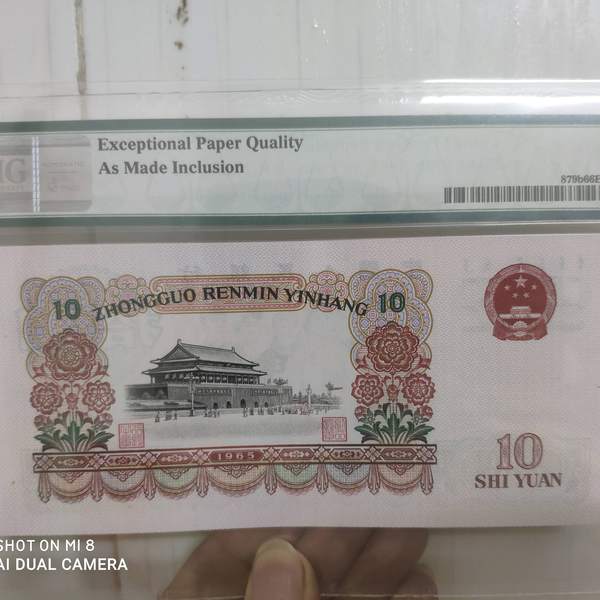 Exceptional Paper Quality
As Made Inclusion
879b66E
10 ZHONGGUO RENMIN YINHANG 10
1965
10
SHI YUAN
SHOT ON MI 8
AI DUAL CAMERA